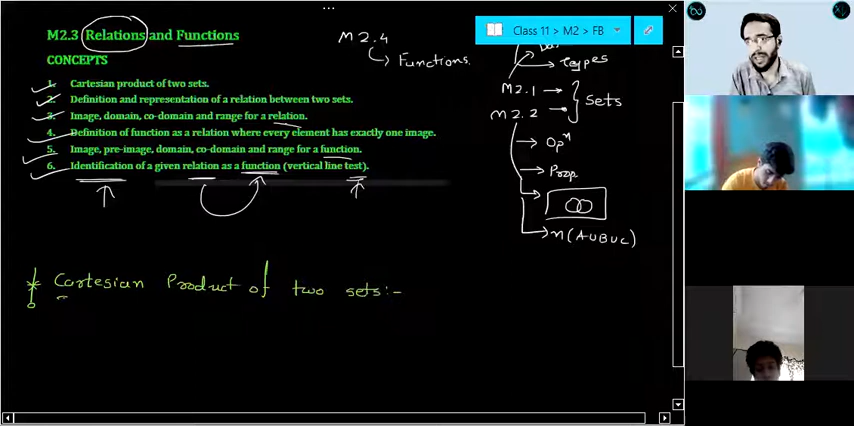 M2.3 Relations and Functions
CONCEPTS
1. Cartesian product of two sets.
2. Definition and representation of a relation between two sets.
3. Image, domain, co-domain and range for a relation.
4. Definition of function as a relation where every element has exactly one image.
5. Image, pre-image, domain, co-domain and range for a function.
6. Identification of a given relation as a function (vertical line test).
M2.4
Functions.
Class 11 > M2 > FB
Types
M2.1
M2.2
Sets
Opⁿ
Prop
n(AUBUC)
Cartesian Product of two sets:-